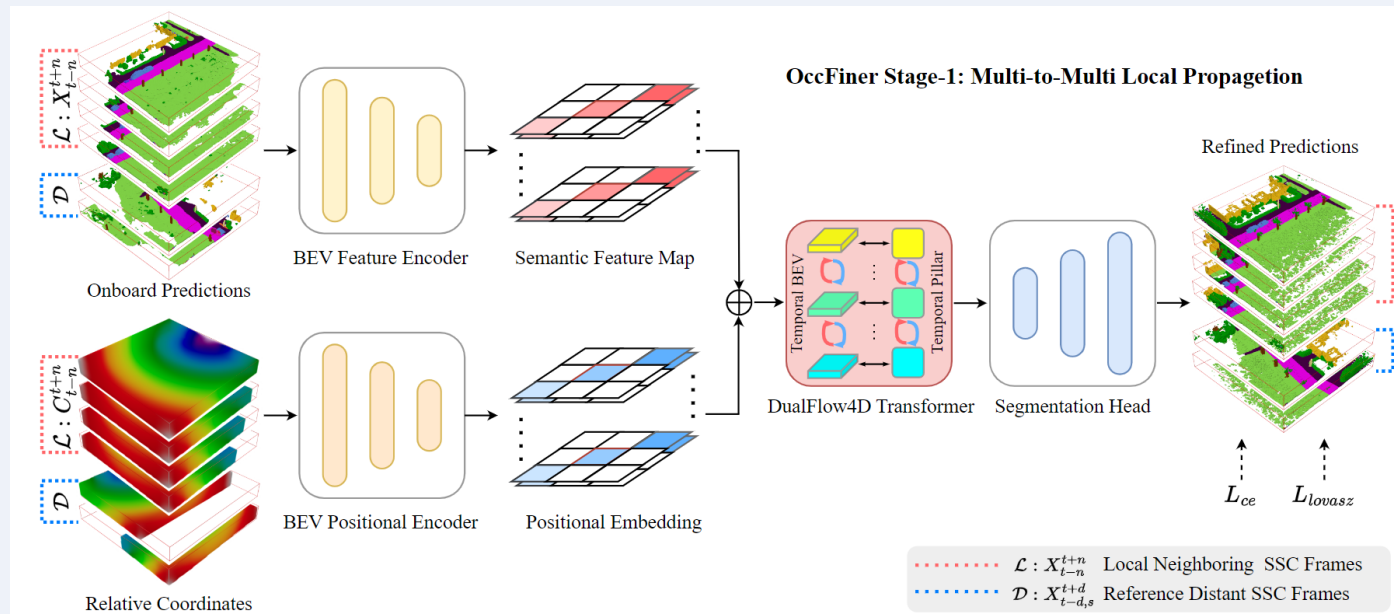 OccFiner Stage-1: Multi-to-Multi Local Propagetion
𝓛 : X_{t-n}^{t+n}
𝓓
Onboard Predictions
BEV Feature Encoder
Semantic Feature Map
𝓛 : C_{t-n}^{t+n}
𝓓
Relative Coordinates
BEV Positional Encoder
Positional Embedding
Temporal BEV
Temporal Pillar
DualFlow4D Transformer
Segmentation Head
Refined Predictions
L_{ce}
L_{lovasz}
𝓛 : X_{t-n}^{t+n} Local Neighboring SSC Frames
𝓓 : X_{t-d,s}^{t+d} Reference Distant SSC Frames